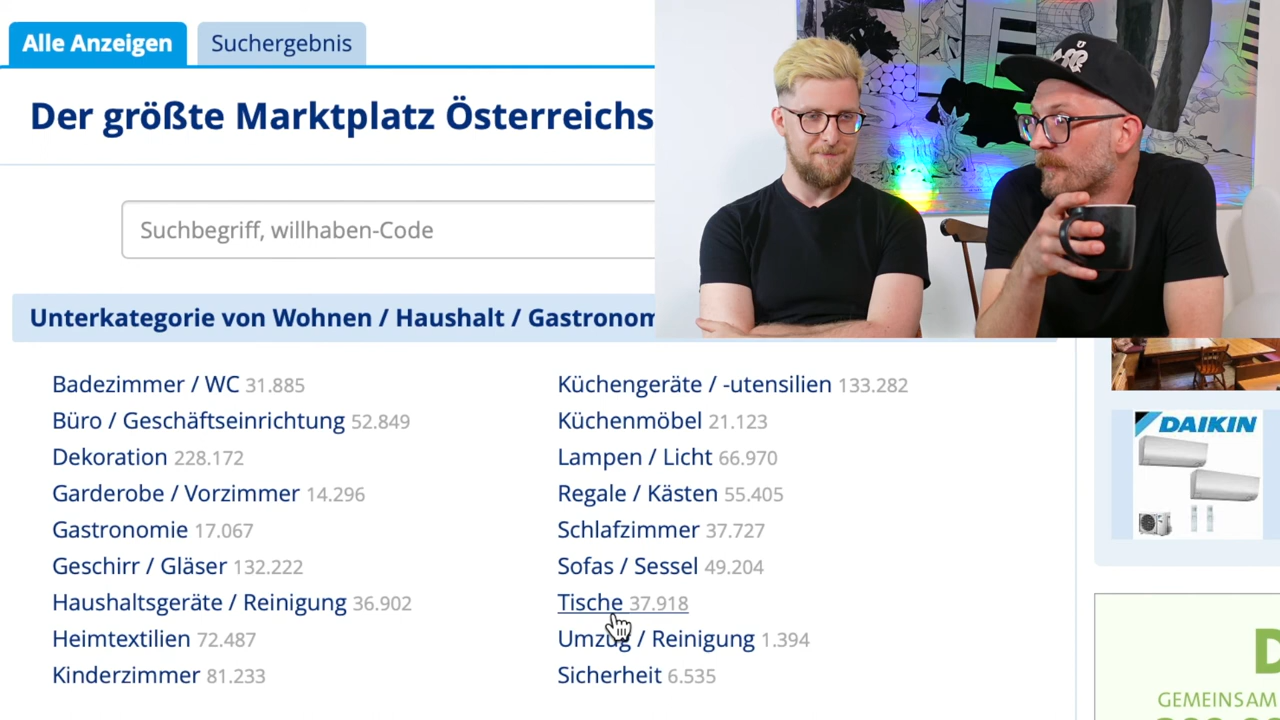 Alle Anzeigen
Suchergebnis
Der größte Marktplatz Österreichs
Suchbegriff, willhaben-Code
Unterkategorie von Wohnen / Haushalt / Gastronom
Badezimmer / WC 31.885
Büro / Geschäftseinrichtung 52.849
Dekoration 228.172
Garderobe / Vorzimmer 14.296
Gastronomie 17.067
Geschirr / Gläser 132.222
Haushaltsgeräte / Reinigung 36.902
Heimtextilien 72.487
Kinderzimmer 81.233
Küchengeräte / -utensilien 133.282
Küchenmöbel 21.123
Lampen / Licht 66.970
Regale / Kästen 55.405
Schlafzimmer 37.727
Sofas / Sessel 49.204
Tische 37.918
Umzug / Reinigung 1.394
Sicherheit 6.535
DAIKIN
D
GEMEINSAM